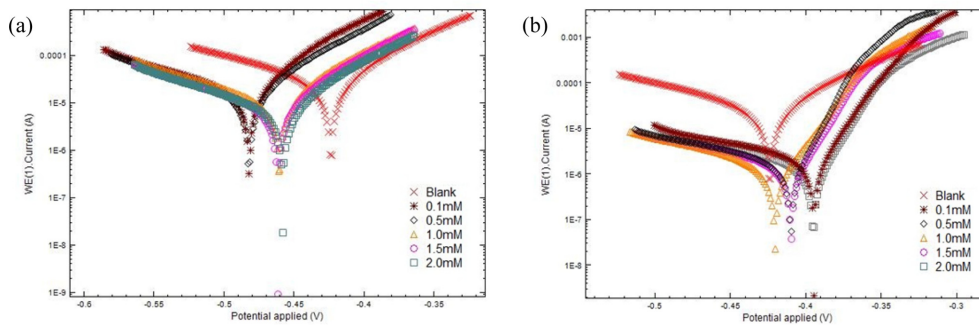 (a)
WE(1).Current (A)
0.0001
1E-5
1E-6
1E-7
1E-8
1E-9
Blank
0.1mM
0.5mM
1.0mM
1.5mM
2.0mM
-0.6
-0.55
-0.5
-0.45
-0.4
-0.35
Potential applied (V)
(b)
WE(1).Current (A)
0.001
0.0001
1E-5
1E-6
1E-7
1E-8
Blank
0.1mM
0.5mM
1.0mM
1.5mM
2.0mM
-0.5
-0.45
-0.4
-0.35
-0.3
Potential applied (V)